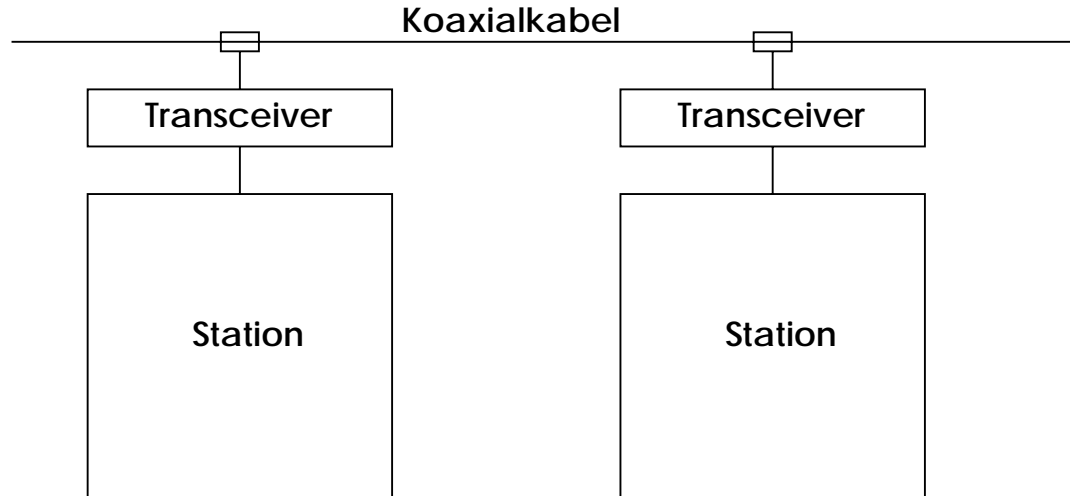 Koaxialkabel
Transceiver
Transceiver
Station
Station